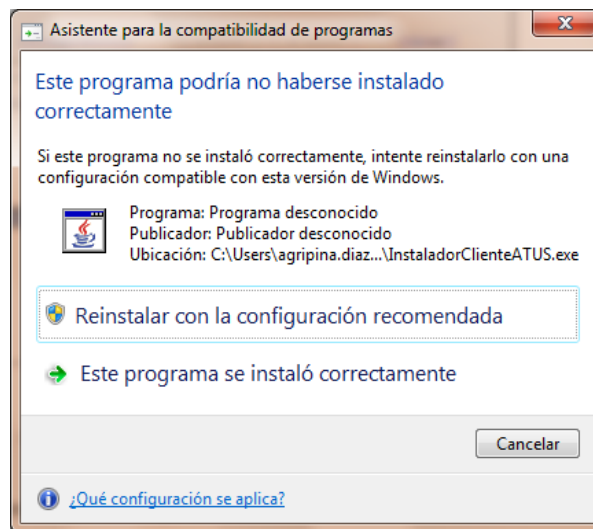 Asistente para la compatibilidad de programas
Este programa podría no haberse instalado
correctamente
Si este programa no se instaló correctamente, intente reinstalarlo con una
configuración compatible con esta versión de Windows.
Programa: Programa desconocido
Publicador: Publicador desconocido
Ubicación: C:\Users\agripina.diaz...\InstaladorClienteATUS.exe
Reinstalar con la configuración recomendada
Este programa se instaló correctamente
Cancelar
¿Qué configuración se aplica?